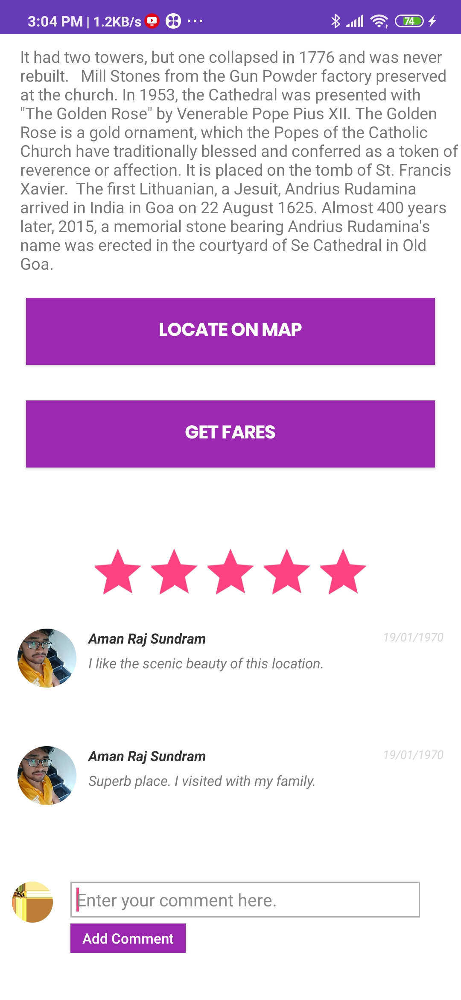 3:04 PM | 1.2KB/s
74
It had two towers, but one collapsed in 1776 and was never
rebuilt.   Mill Stones from the Gun Powder factory preserved
at the church. In 1953, the Cathedral was presented with
"The Golden Rose" by Venerable Pope Pius XII. The Golden
Rose is a gold ornament, which the Popes of the Catholic
Church have traditionally blessed and conferred as a token of
reverence or affection. It is placed on the tomb of St. Francis
Xavier.  The first Lithuanian, a Jesuit, Andrius Rudamina
arrived in India in Goa on 22 August 1625. Almost 400 years
later, 2015, a memorial stone bearing Andrius Rudamina's
name was erected in the courtyard of Se Cathedral in Old
Goa.
LOCATE ON MAP
GET FARES
Aman Raj Sundram
19/01/1970
I like the scenic beauty of this location.
Aman Raj Sundram
19/01/1970
Superb place. I visited with my family.
Enter your comment here.
Add Comment